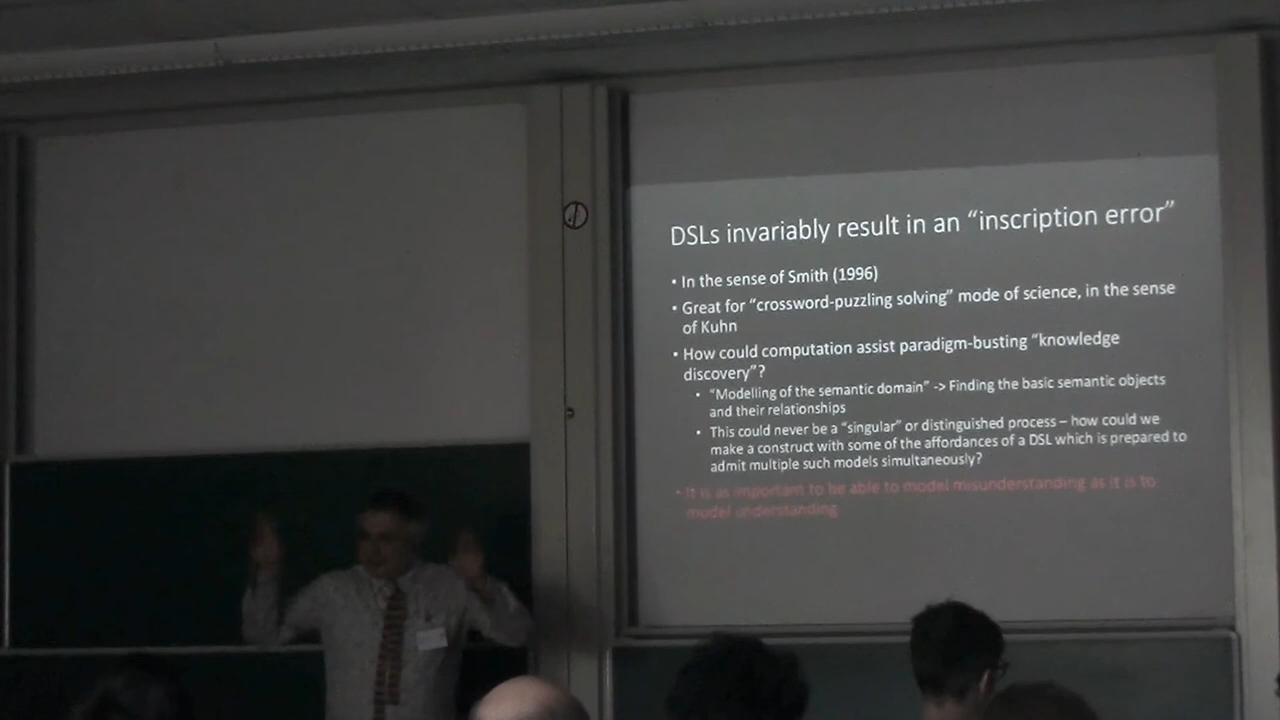 DSLs invariably result in an “inscription error”
• In the sense of Smith (1996)
• Great for “crossword-puzzling solving” mode of science, in the sense
of Kuhn
• How could computation assist paradigm-busting “knowledge
discovery”?
• “Modelling of the semantic domain” -> Finding the basic semantic objects
and their relationships
• This could never be a “singular” or distinguished process – how could we
make a construct with some of the affordances of a DSL which is prepared to
admit multiple such models simultaneously?
• It is as important to be able to model misunderstanding as it is to
model understanding